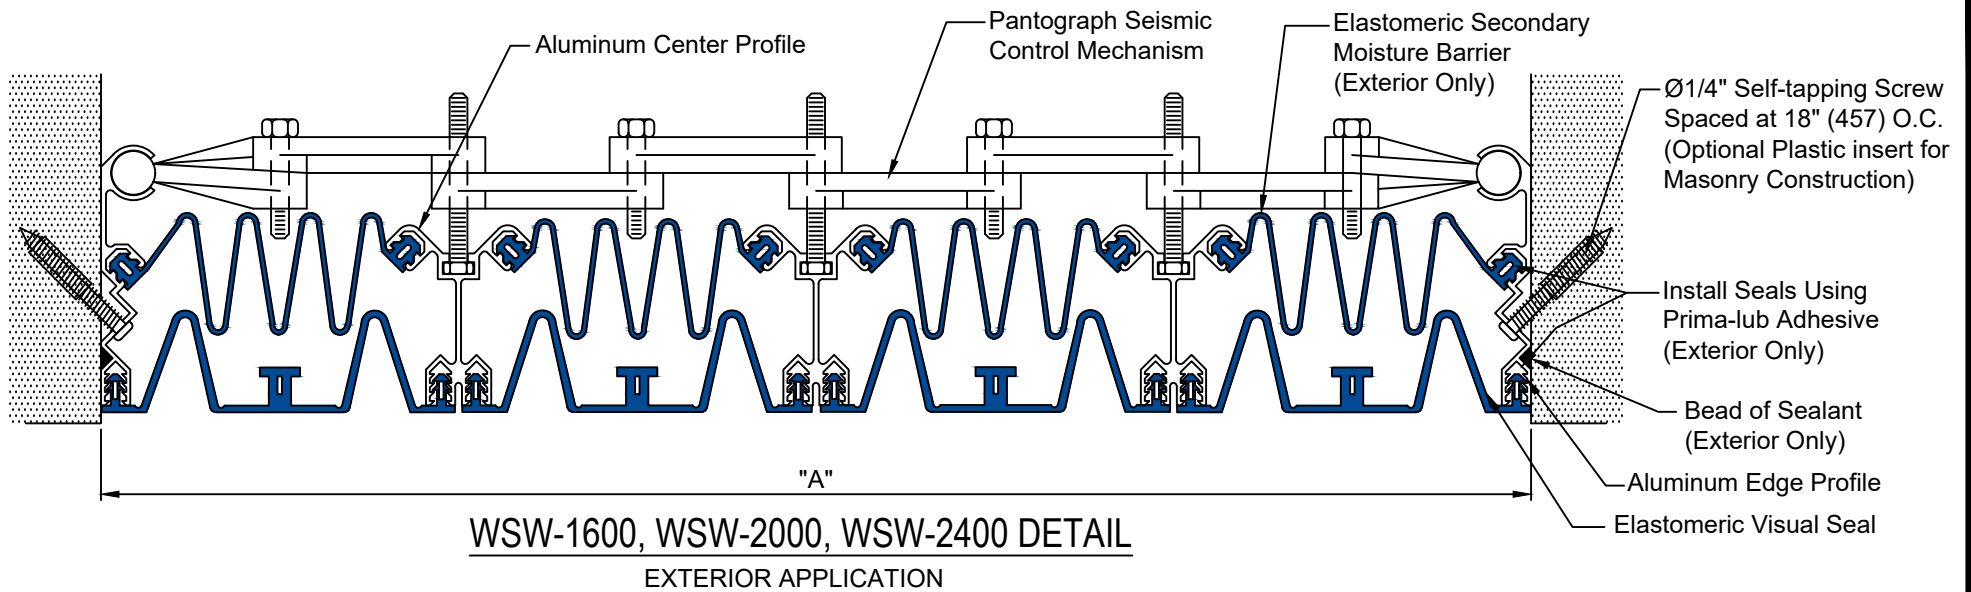 Aluminum Center Profile
Pantograph Seismic
Control Mechanism
Elastomeric Secondary
Moisture Barrier
(Exterior Only)
Ø1/4" Self-tapping Screw
Spaced at 18" (457) O.C.
(Optional Plastic insert for
Masonry Construction)
Install Seals Using
Prima-lub Adhesive
(Exterior Only)
Bead of Sealant
(Exterior Only)
Aluminum Edge Profile
Elastomeric Visual Seal
"A"
WSW-1600, WSW-2000, WSW-2400 DETAIL
EXTERIOR APPLICATION